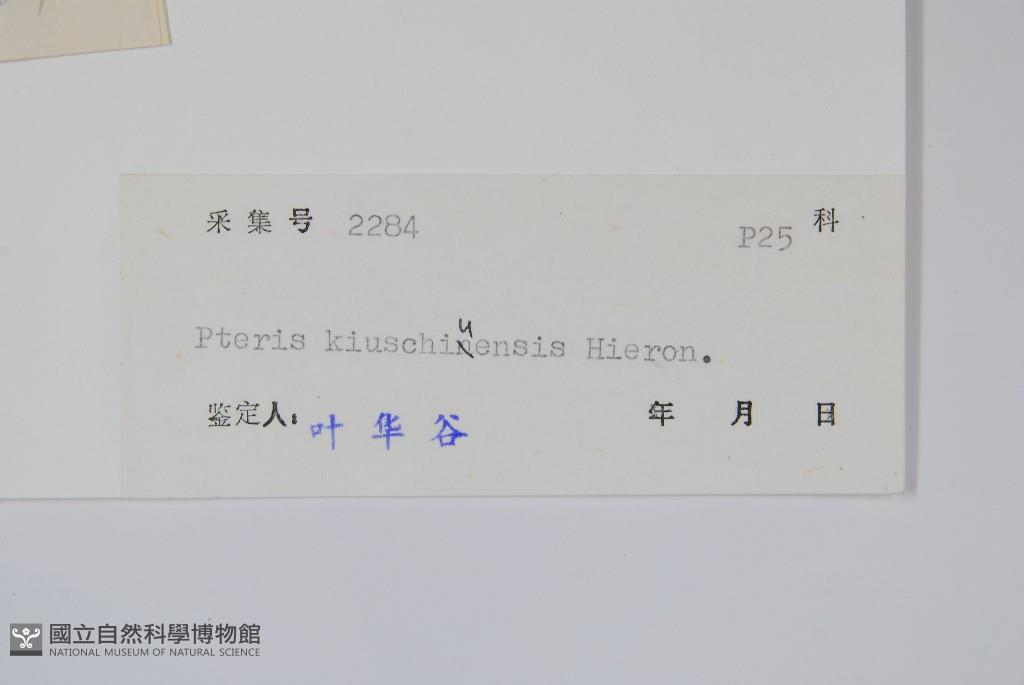 采集号 2284 P25 科
Pteris kiuschiuensis Hieron.
鉴定人: 叶华谷 年 月 日
國立自然科學博物館
NATIONAL MUSEUM OF NATURAL SCIENCE